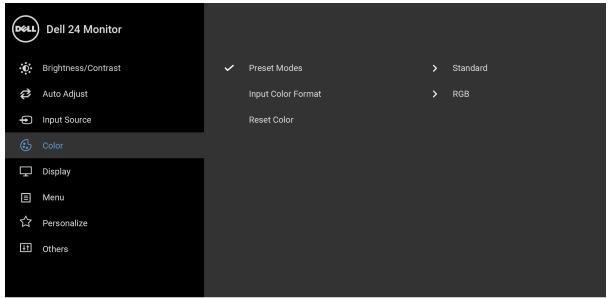 DELL Dell 24 Monitor
Brightness/Contrast Preset Modes Standard
Auto Adjust Input Color Format RGB
Input Source Reset Color
Color
Display
Menu
Personalize
Others